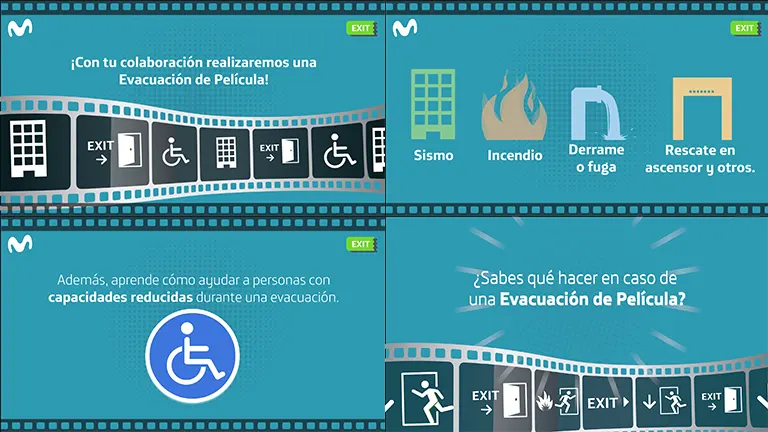 EXIT
¡Con tu colaboración realizaremos una
Evacuación de Película!
EXIT
EXIT
EXIT
Sismo
Incendio
Derrame
o fuga
Rescate en
ascensor y otros.
EXIT
Además, aprende cómo ayudar a personas con
capacidades reducidas durante una evacuación.
¿Sabes qué hacer en caso de
una Evacuación de Película?
EXIT
EXIT
EXIT